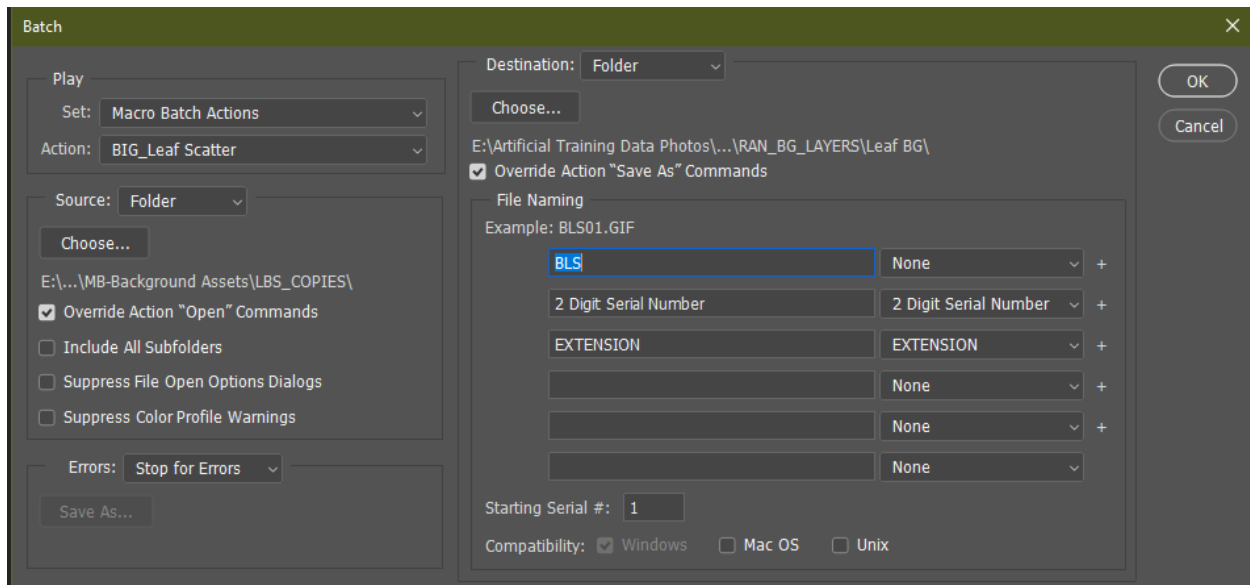 Batch
Play
Set: Macro Batch Actions
Action: BIG_Leaf Scatter
Source: Folder
Choose...
E:\...\MB-Background Assets\LBS_COPIES\
Override Action "Open" Commands
Include All Subfolders
Suppress File Open Options Dialogs
Suppress Color Profile Warnings
Errors: Stop for Errors
Save As...
Destination: Folder
Choose...
E:\Artificial Training Data Photos\...\RAN_BG_LAYERS\Leaf BG\
Override Action "Save As" Commands
File Naming
Example: BLS01.GIF
BLS None +
2 Digit Serial Number 2 Digit Serial Number +
EXTENSION EXTENSION +
None +
None +
None
Starting Serial #: 1
Compatibility: Windows Mac OS Unix
OK
Cancel